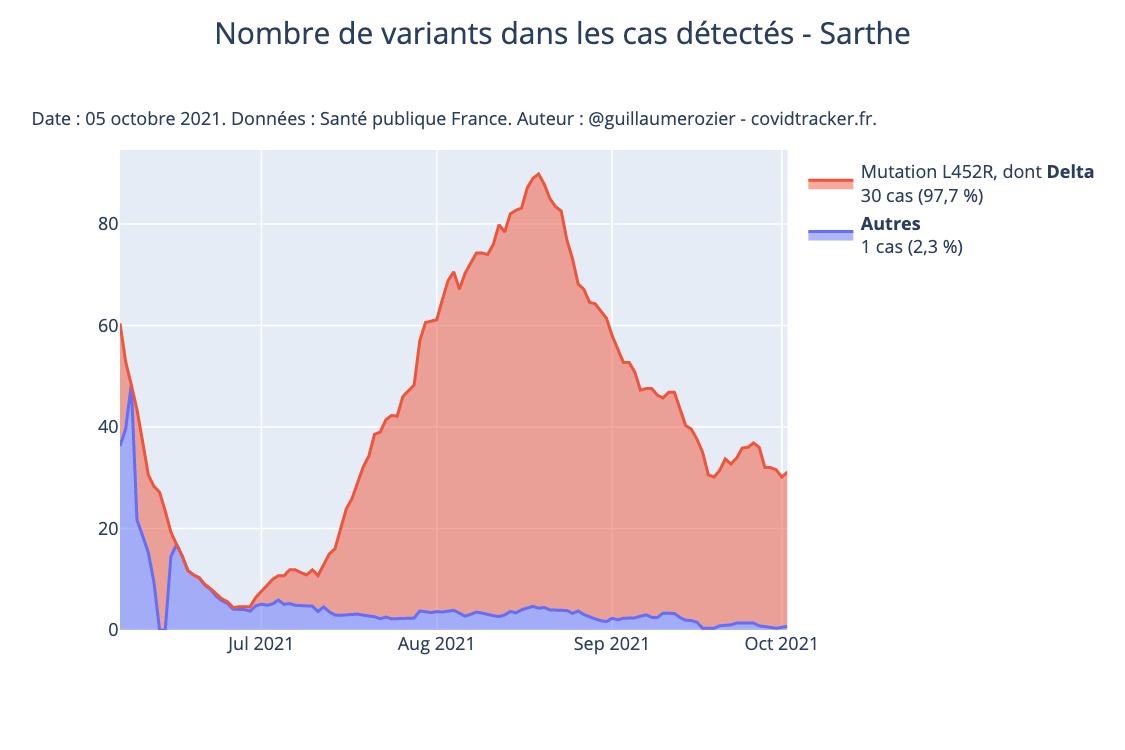 Nombre de variants dans les cas détectés - Sarthe
Date : 05 octobre 2021. Données : Santé publique France. Auteur : @guillaumerozier - covidtracker.fr.
Mutation L452R, dont Delta
30 cas (97,7 %)
Autres
1 cas (2,3 %)
80
60
40
20
0
Jul 2021
Aug 2021
Sep 2021
Oct 2021